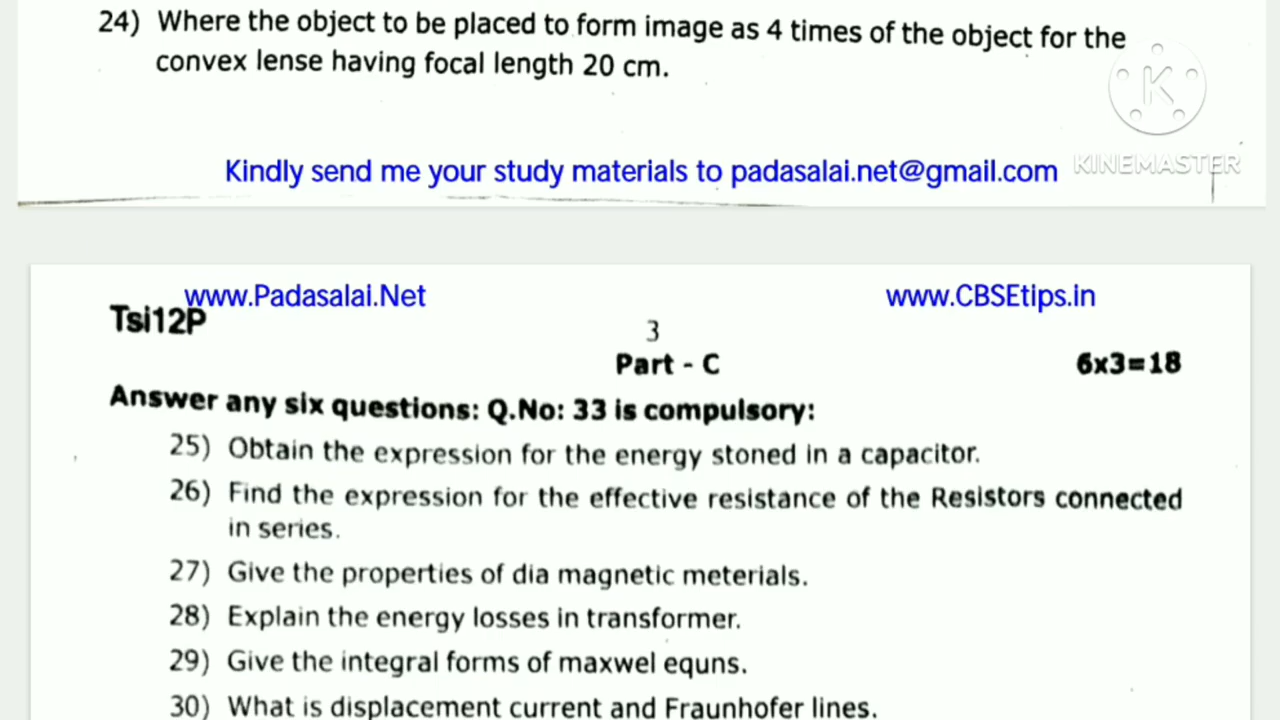 24) Where the object to be placed to form image as 4 times of the object for the
convex lense having focal length 20 cm.
K
KINEMASTER
Kindly send me your study materials to padasalai.net@gmail.com
www.Padasalai.Net
www.CBSEtips.in
Tsi12P
3
Part - C
6x3=18
Answer any six questions: Q.No: 33 is compulsory:
25) Obtain the expression for the energy stoned in a capacitor.
26) Find the expression for the effective resistance of the Resistors connected
in series.
27) Give the properties of dia magnetic meterials.
28) Explain the energy losses in transformer.
29) Give the integral forms of maxwel equns.
30) What is displacement current and Fraunhofer lines.